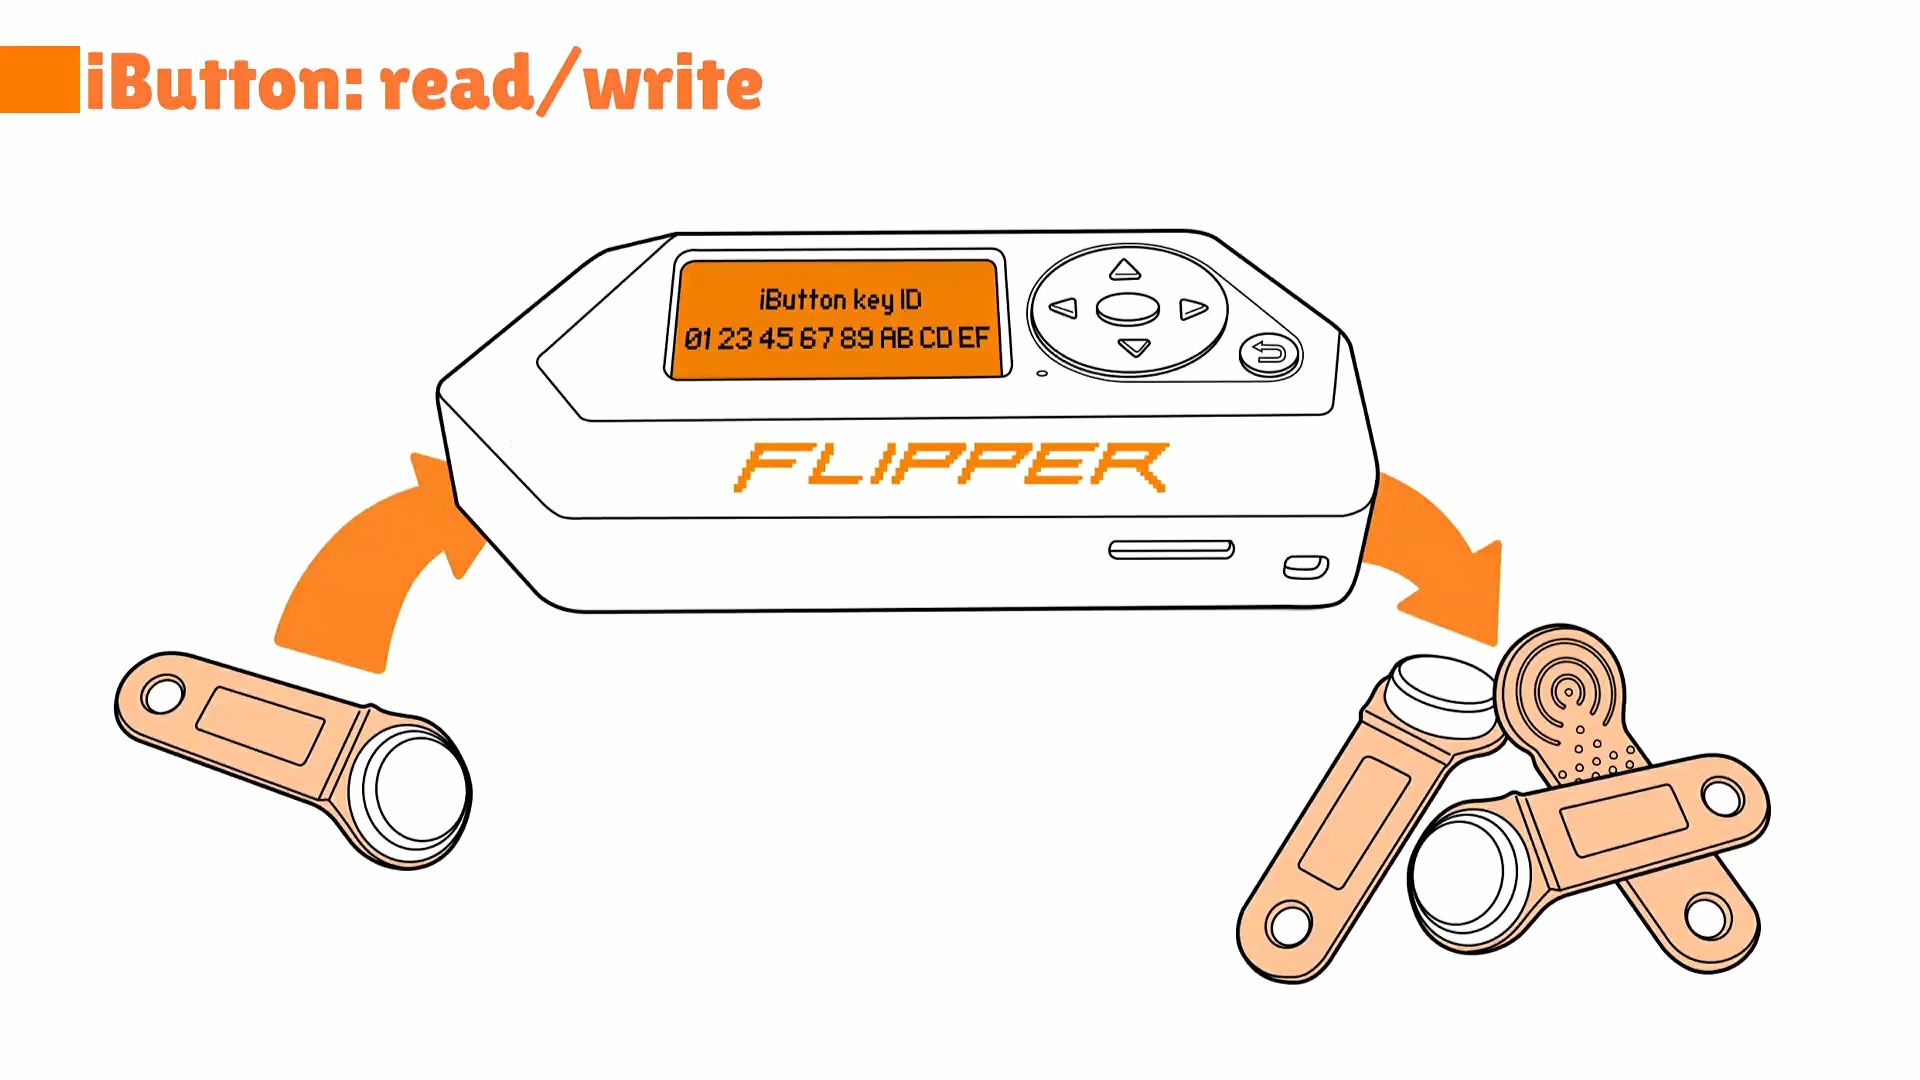 iButton: read/write
iButton key ID
01 23 45 67 89 AB CD EF
FLIPPER